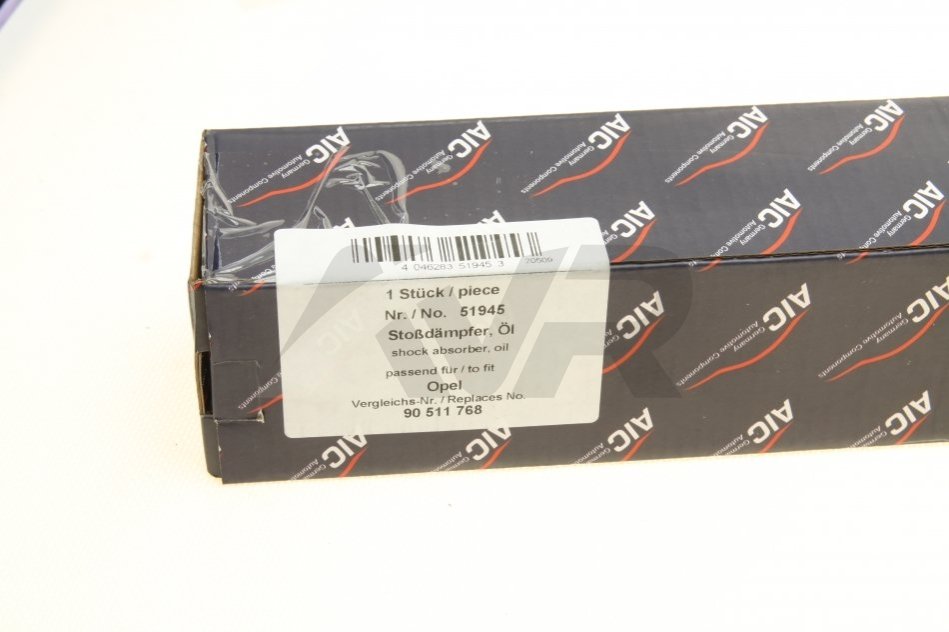 AIC
Germany
Automotive Components
4 046283 51945 3
70509
1 Stück / piece
Nr. / No. 51945
Stoßdämpfer, Öl
shock absorber, oil
passend für / to fit
Opel
Vergleichs-Nr. / Replaces No.
90 511 768